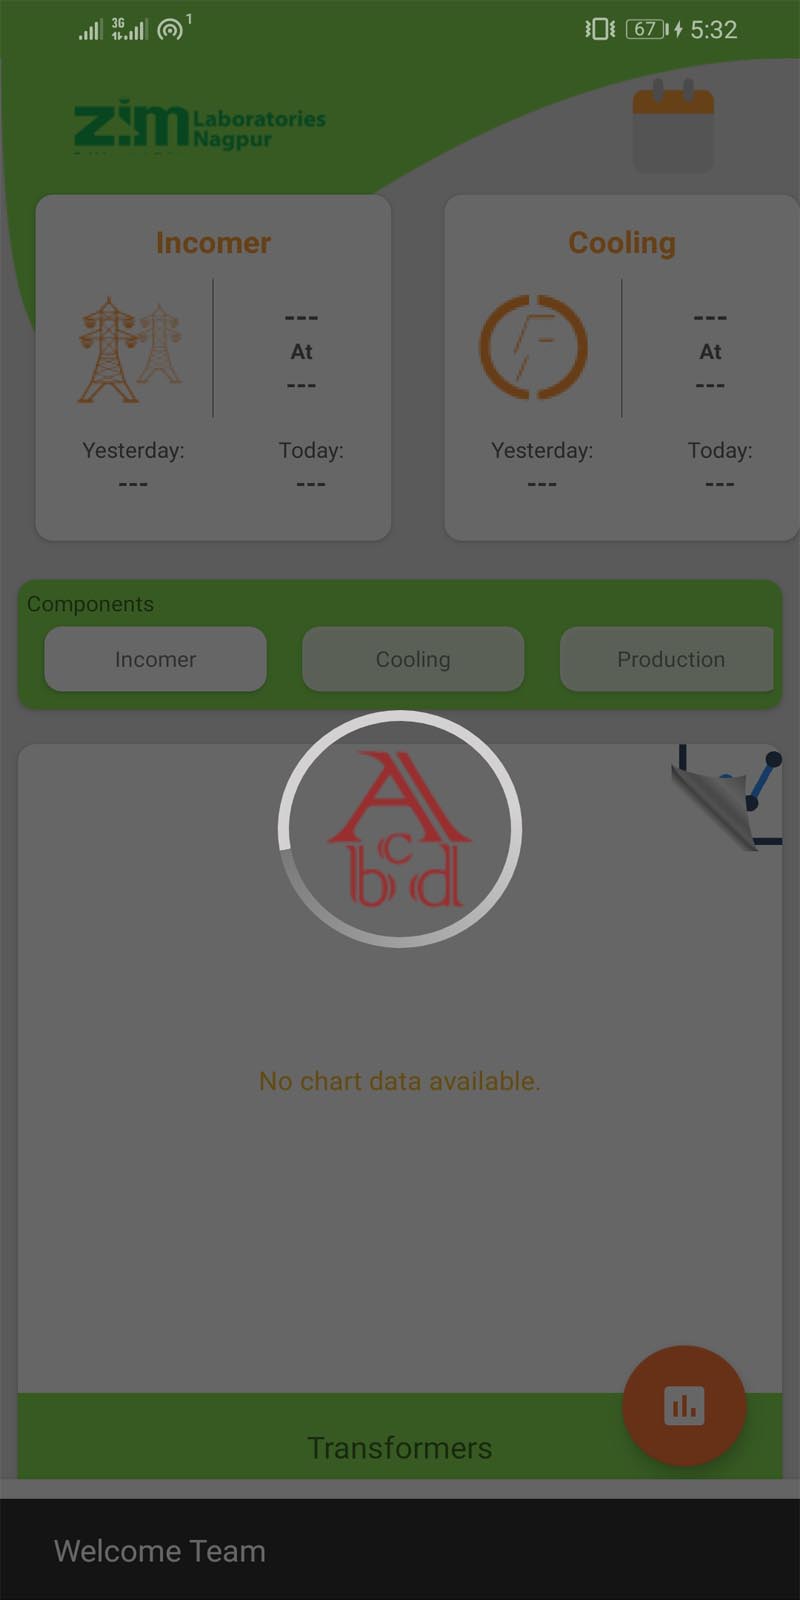 3G
1
67
5:32
zim Laboratories
Nagpur
Incomer
Cooling
---
At
---
---
At
---
Yesterday:
Today:
Yesterday:
Today:
---
---
---
---
Components
Incomer
Cooling
Production
A
b c d
No chart data available.
Transformers
Welcome Team